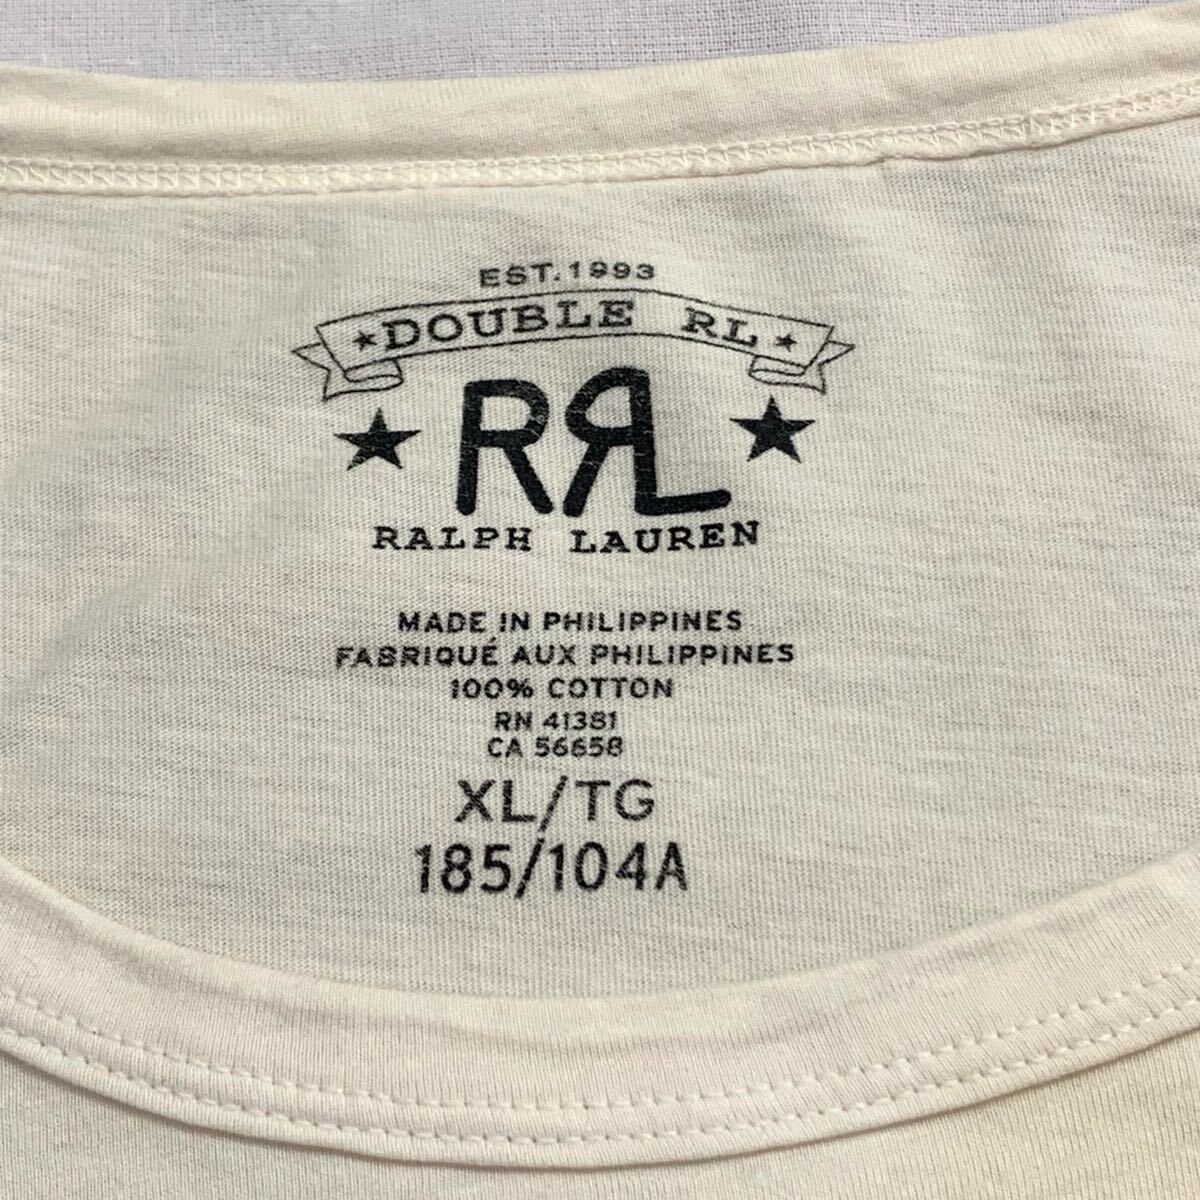 EST. 1993
DOUBLE RL
RRL
RALPH LAUREN
MADE IN PHILIPPINES
FABRIQUÉ AUX PHILIPPINES
100% COTTON
RN 41381
CA 56658
XL/TG
185/104A